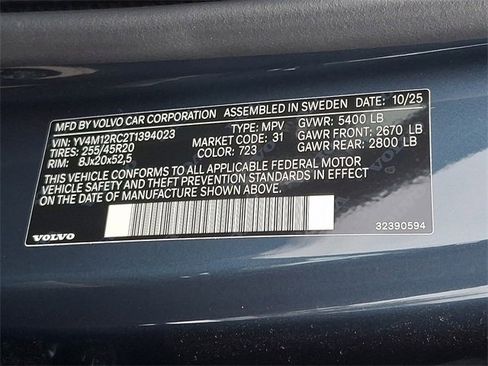 MFD BY VOLVO CAR CORPORATION ASSEMBLED IN SWEDEN DATE: 10/25
VIN: YV4M12RC2T1394023 TYPE: MPV GVWR: 5400 LB
TIRES: 255/45R20 MARKET CODE: 31 GAWR FRONT: 2670 LB
RIM: 8Jx20x52,5 COLOR: 723 GAWR REAR: 2800 LB
THIS VEHICLE CONFORMS TO ALL APPLICABLE FEDERAL MOTOR
VEHICLE SAFETY AND THEFT PREVENTION STANDARDS IN EFFECT
ON THE DATE OF MANUFACTURE SHOWN ABOVE.
VOLVO 32390594